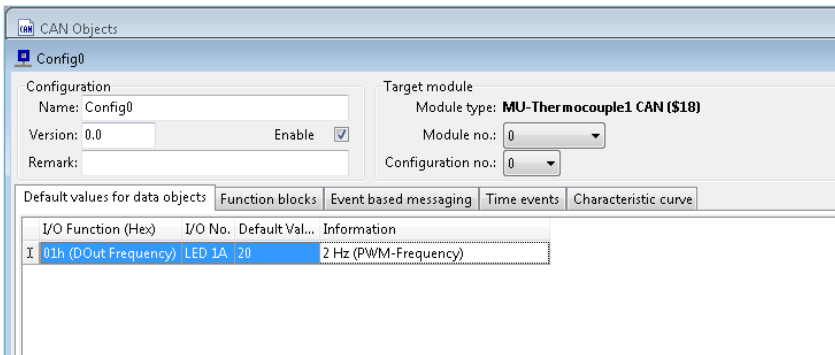 CAN CAN Objects
Config0
Configuration
Name: Config0
Version: 0.0 Enable
Remark:
Target module
Module type: MU-Thermocouple1 CAN ($18)
Module no.: 0
Configuration no.: 0
Default values for data objects Function blocks Event based messaging Time events Characteristic curve
I/O Function (Hex) I/O No. Default Val... Information
01h (DOut Frequency) LED 1A 20 2 Hz (PWM-Frequency)